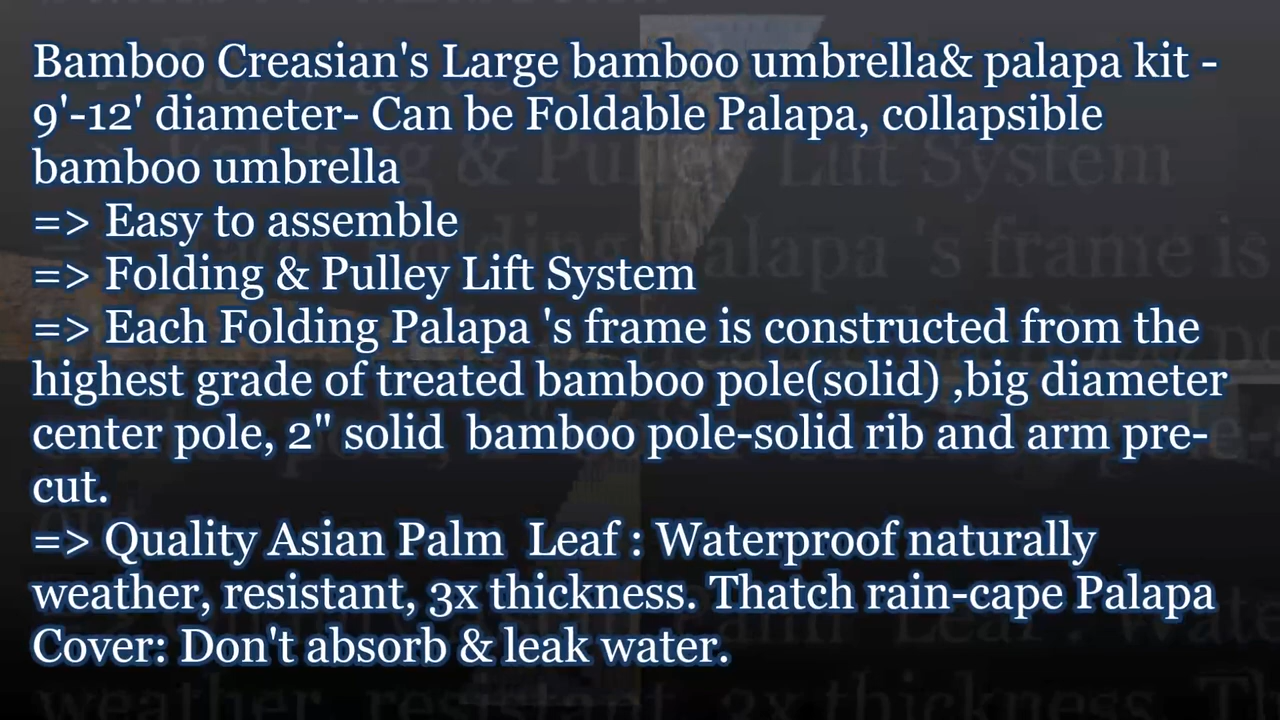 Bamboo Creasian's Large bamboo umbrella& palapa kit -
9'-12' diameter- Can be Foldable Palapa, collapsible
bamboo umbrella
=> Easy to assemble
=> Folding & Pulley Lift System
=> Each Folding Palapa 's frame is constructed from the
highest grade of treated bamboo pole(solid) ,big diameter
center pole, 2" solid  bamboo pole-solid rib and arm pre-
cut.
=> Quality Asian Palm  Leaf : Waterproof naturally
weather, resistant, 3x thickness. Thatch rain-cape Palapa
Cover: Don't absorb & leak water.